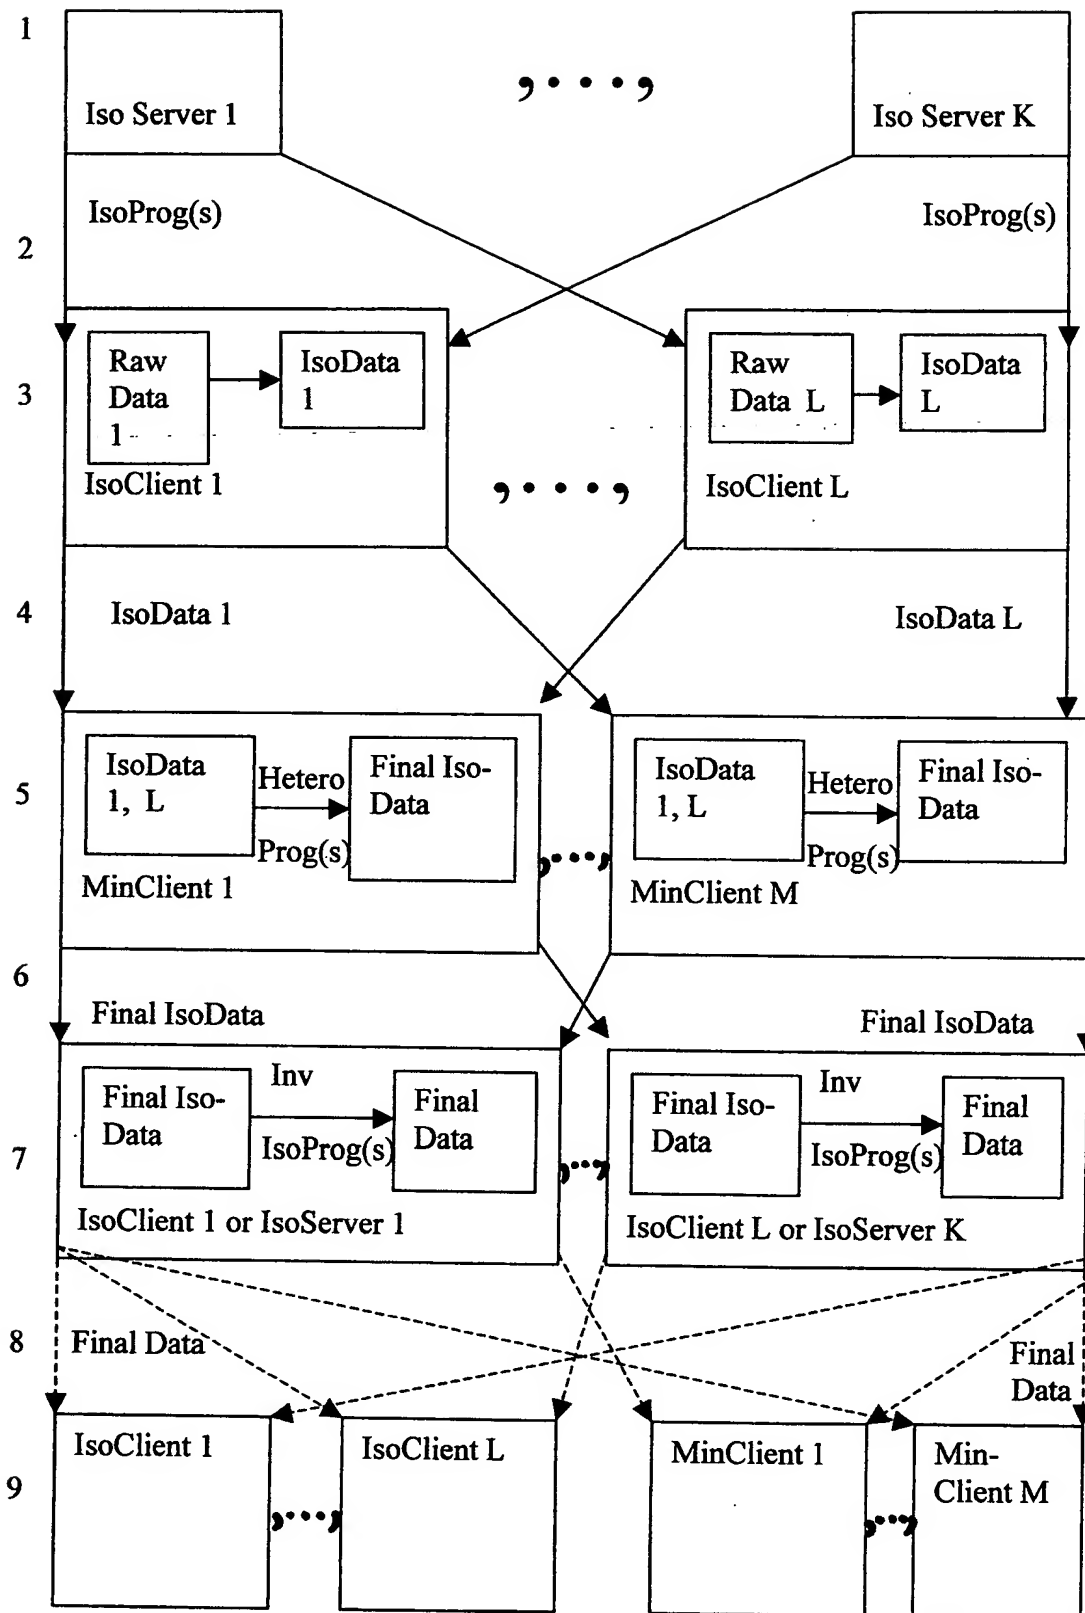 1
Iso Server 1
,....,
Iso Server K
IsoProg(s)
IsoProg(s)
2
3
Raw
Data
1
IsoData
1
IsoClient 1
,....,
Raw
Data L
IsoData
L
IsoClient L
4
IsoData 1
IsoData L
5
IsoData
1, L
Hetero
Prog(s)
Final Iso-
Data
MinClient 1
,....,
IsoData
1, L
Hetero
Prog(s)
Final Iso-
Data
MinClient M
6
Final IsoData
Final IsoData
7
Final Iso-
Data
Inv
IsoProg(s)
Final
Data
IsoClient 1 or IsoServer 1
,....,
Final Iso-
Data
Inv
IsoProg(s)
Final
Data
IsoClient L or IsoServer K
8
Final Data
Final
Data
9
IsoClient 1
,....,
IsoClient L
MinClient 1
,....,
Min-
Client M